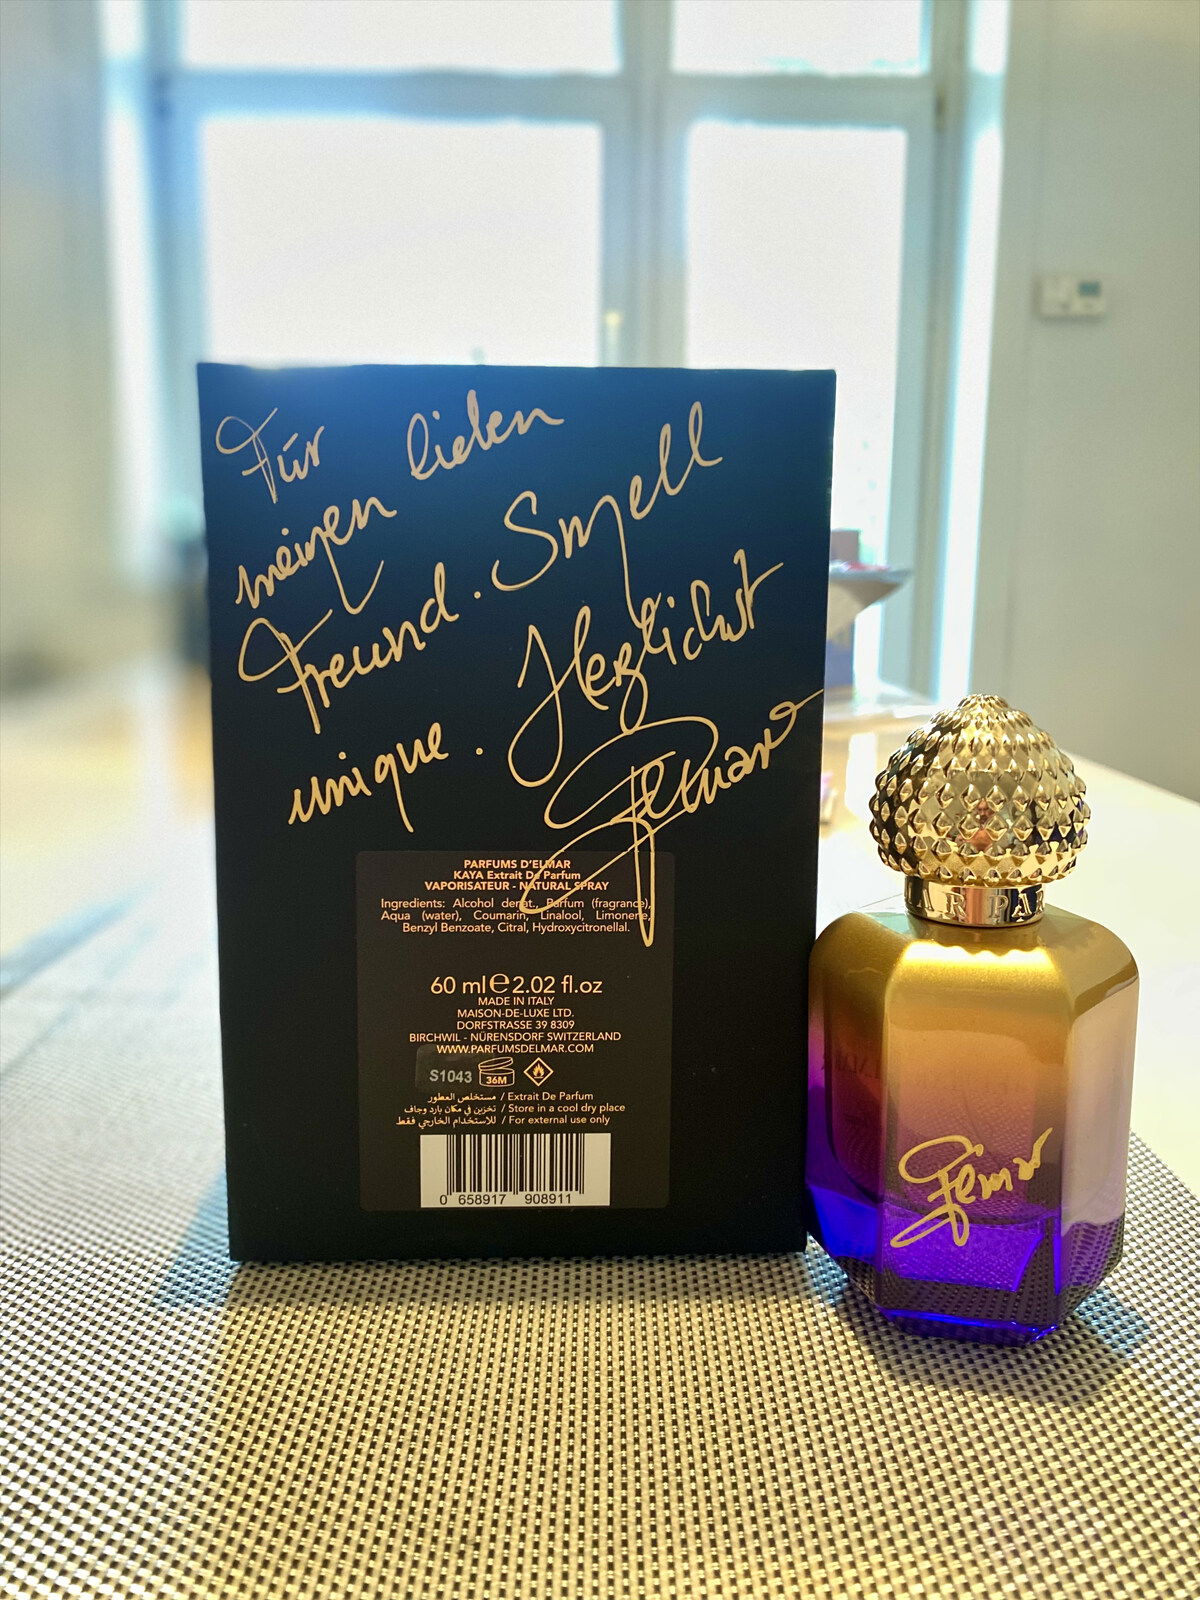 Für
meinen lieben
Freund. Smell
unique. Herzlichst
Elmar
PARFUMS D'ELMAR
KAYA Extrait De Parfum
VAPORISATEUR - NATURAL SPRAY
Ingredients: Alcohol denat., Parfum (fragrance),
Aqua (water), Coumarin, Linalool, Limonene,
Benzyl Benzoate, Citral, Hydroxycitronellal.
60 ml ℮ 2.02 fl.oz
MADE IN ITALY
MAISON-DE-LUXE LTD.
DORFSTRASSE 39 8309
BIRCHWIL - NÜRENSDORF SWITZERLAND
WWW.PARFUMSDELMAR.COM
S1043 36M
مستخلص العطور / Extrait De Parfum
تخزين في مكان بارد وجاف / Store in a cool dry place
للاستخدام الخارجي فقط / For external use only
0 658917 908911
AR PAR
Elmar